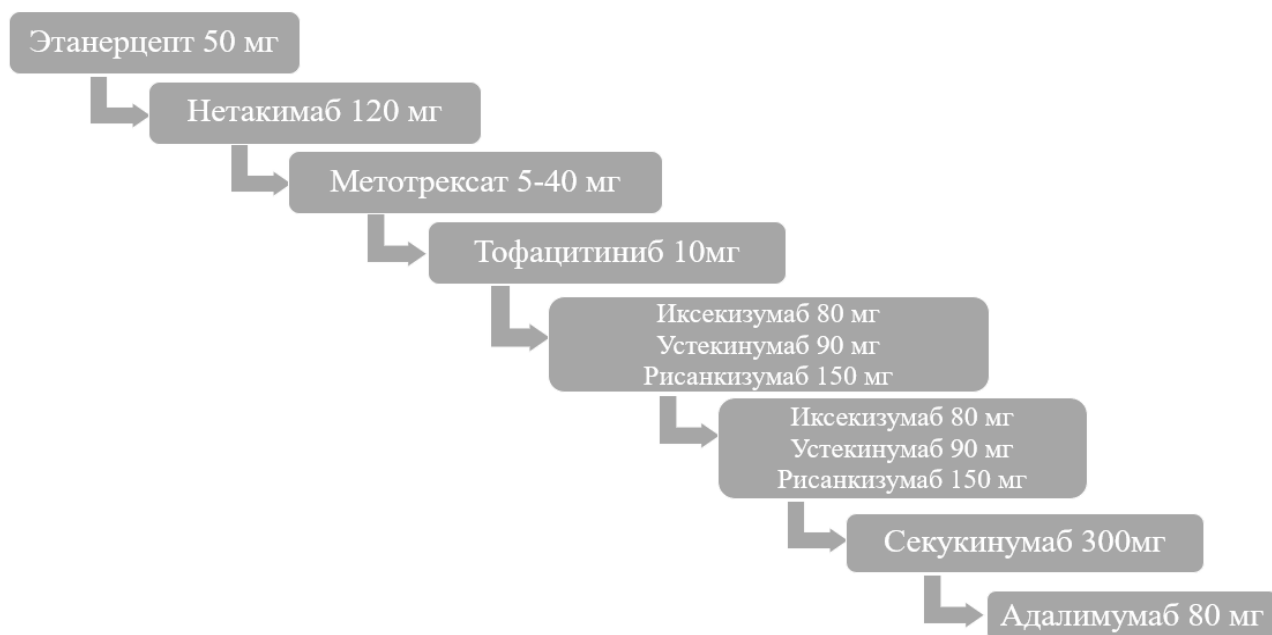 Этанерцепт 50 мг
Нетакимаб 120 мг
Метотрексат 5-40 мг
Тофацитиниб 10мг
Иксекизумаб 80 мг
Устекинумаб 90 мг
Рисанкизумаб 150 мг
Иксекизумаб 80 мг
Устекинумаб 90 мг
Рисанкизумаб 150 мг
Секукинумаб 300мг
Адалимумаб 80 мг